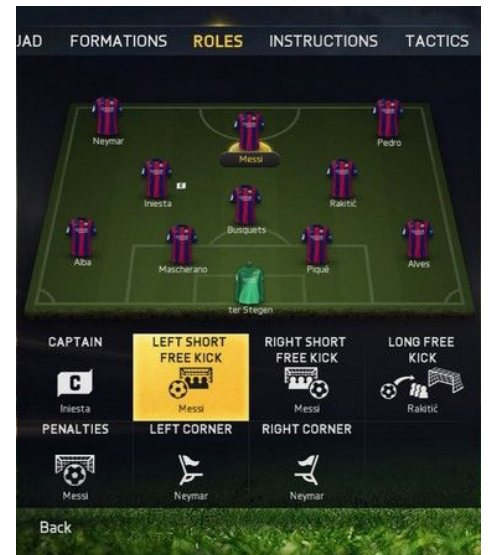 UAD FORMATIONS ROLES INSTRUCTIONS TACTICS
Neymar
Messi
Pedro
Iniesta
C
Rakitić
Busquets
Alba
Mascherano
Piqué
Alves
ter Stegen
CAPTAIN
C
Iniesta
LEFT SHORT
FREE KICK
Messi
RIGHT SHORT
FREE KICK
Messi
LONG FREE
KICK
Rakitić
PENALTIES
Messi
LEFT CORNER
Neymar
RIGHT CORNER
Neymar
Back